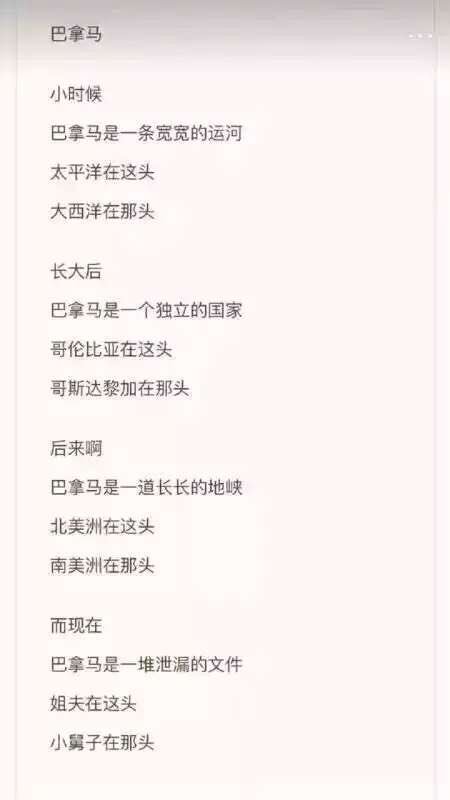 巴拿马
小时候
巴拿马是一条宽宽的运河
太平洋在这头
大西洋在那头
长大后
巴拿马是一个独立的国家
哥伦比亚在这头
哥斯达黎加在那头
后来啊
巴拿马是一道长长的地峡
北美洲在这头
南美洲在那头
而现在
巴拿马是一堆泄漏的文件
姐夫在这头
小舅子在那头